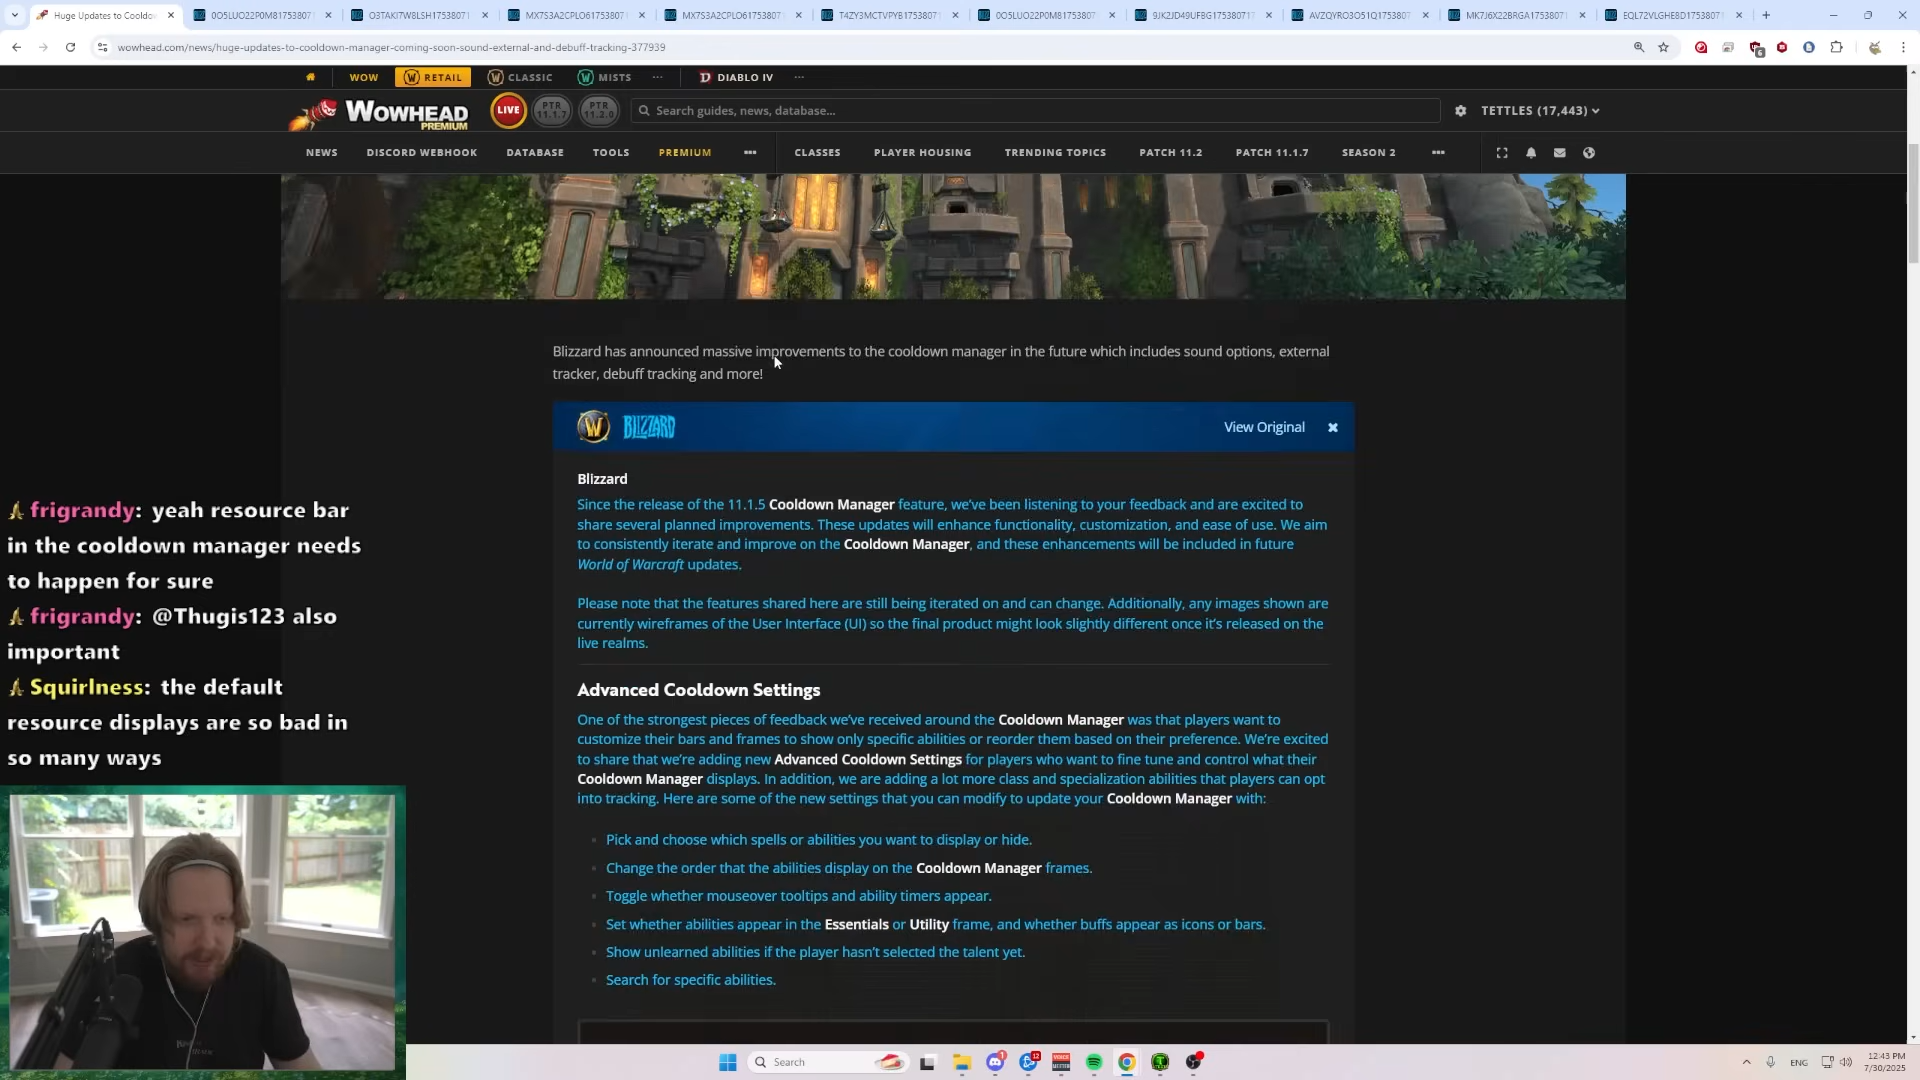 Huge Updates to Cooldow
0O5LUO22P0M81753807
O3TAKI7W8LSH1753807
MX7S3A2CPLO61753807
MX7S3A2CPLO61753807
T4ZY3MCTVPYB1753807
0O5LUO22P0M81753807
9JK2JD49UF8G1753807
AVZQYRO3O51Q1753807
MK7J6X22BRGA1753807
EQL72VLGHE8D1753807
wowhead.com/news/huge-updates-to-cooldown-manager-coming-soon-sound-external-and-debuff-tracking-377939
WOW RETAIL CLASSIC MISTS DIABLO IV
WOWHEAD PREMIUM LIVE PTR 11.1.7 PTR 11.2.0 Search guides, news, database... TETTLES (17,443)
NEWS DISCORD WEBHOOK DATABASE TOOLS PREMIUM CLASSES PLAYER HOUSING TRENDING TOPICS PATCH 11.2 PATCH 11.1.7 SEASON 2
Blizzard has announced massive improvements to the cooldown manager in the future which includes sound options, external
tracker, debuff tracking and more!
BLIZZARD View Original
Blizzard
Since the release of the 11.1.5 Cooldown Manager feature, we've been listening to your feedback and are excited to
share several planned improvements. These updates will enhance functionality, customization, and ease of use. We aim
to consistently iterate and improve on the Cooldown Manager, and these enhancements will be included in future
World of Warcraft updates.
Please note that the features shared here are still being iterated on and can change. Additionally, any images shown are
currently wireframes of the User Interface (UI) so the final product might look slightly different once it's released on the
live realms.
Advanced Cooldown Settings
One of the strongest pieces of feedback we've received around the Cooldown Manager was that players want to
customize their bars and frames to show only specific abilities or reorder them based on their preference. We're excited
to share that we're adding new Advanced Cooldown Settings for players who want to fine tune and control what their
Cooldown Manager displays. In addition, we are adding a lot more class and specialization abilities that players can opt
into tracking. Here are some of the new settings that you can modify to update your Cooldown Manager with:
Pick and choose which spells or abilities you want to display or hide.
Change the order that the abilities display on the Cooldown Manager frames.
Toggle whether mouseover tooltips and ability timers appear.
Set whether abilities appear in the Essentials or Utility frame, and whether buffs appear as icons or bars.
Show unlearned abilities if the player hasn't selected the talent yet.
Search for specific abilities.
frigrandy: yeah resource bar
in the cooldown manager needs
to happen for sure
frigrandy: @Thugis123 also
important
Squirlness: the default
resource displays are so bad in
so many ways
Search
ENG
12:43 PM
7/30/2025